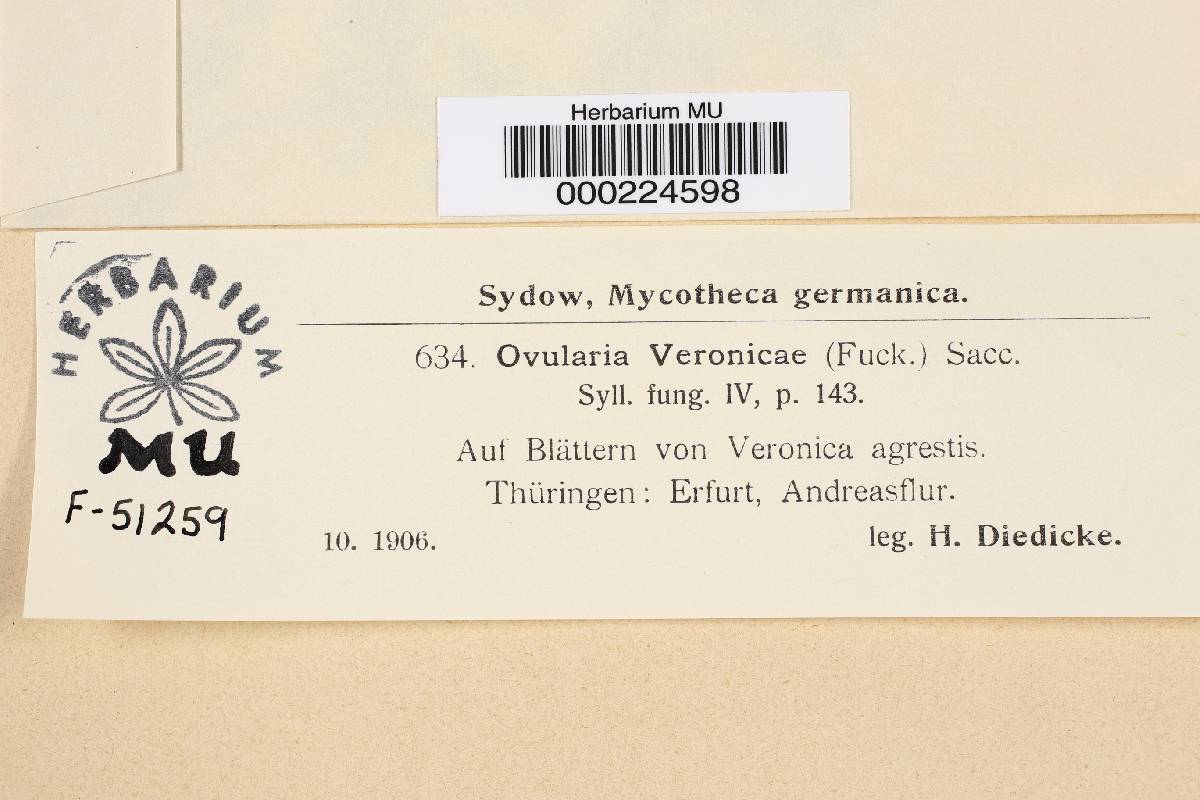 Herbarium MU
000224598
HERBARIUM
MU
F-51259
Sydow, Mycotheca germanica.
634. Ovularia Veronicae (Fuck.) Sacc.
Syll. fung. IV, p. 143.
Auf Blättern von Veronica agrestis.
Thüringen: Erfurt, Andreasflur.
10. 1906.
leg. H. Diedicke.